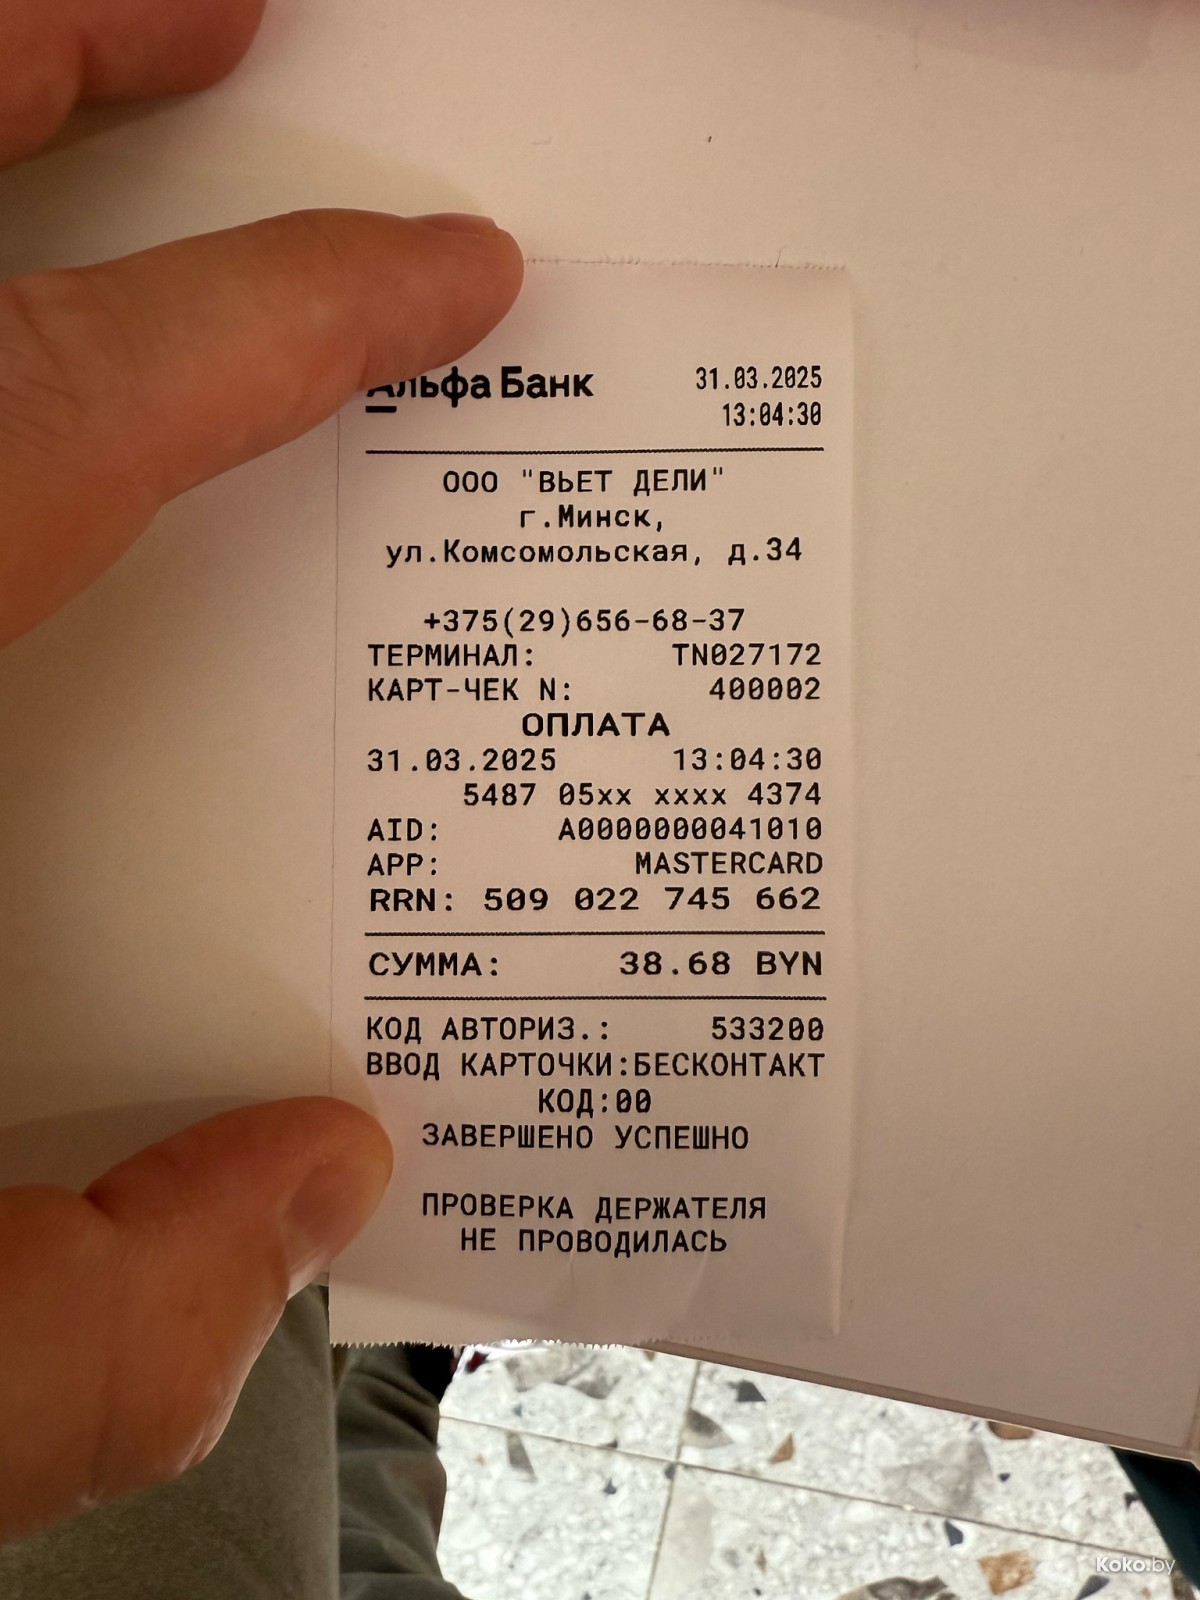 Альфа Банк 31.03.2025
13:04:30
ООО "ВЬЕТ ДЕЛИ"
г.Минск,
ул.Комсомольская, д.34
+375(29)656-68-37
ТЕРМИНАЛ: TN027172
КАРТ-ЧЕК N: 400002
ОПЛАТА
31.03.2025 13:04:30
5487 05xx xxxx 4374
AID: A0000000041010
APP: MASTERCARD
RRN: 509 022 745 662
СУММА: 38.68 BYN
КОД АВТОРИЗ.: 533200
ВВОД КАРТОЧКИ:БЕСКОНТАКТ
КОД:00
ЗАВЕРШЕНО УСПЕШНО
ПРОВЕРКА ДЕРЖАТЕЛЯ
НЕ ПРОВОДИЛАСЬ
Koko.by